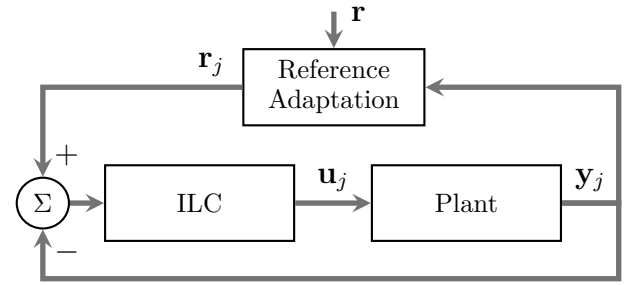 r
r_j
Reference
Adaptation
+
Σ
ILC
u_j
Plant
y_j
−